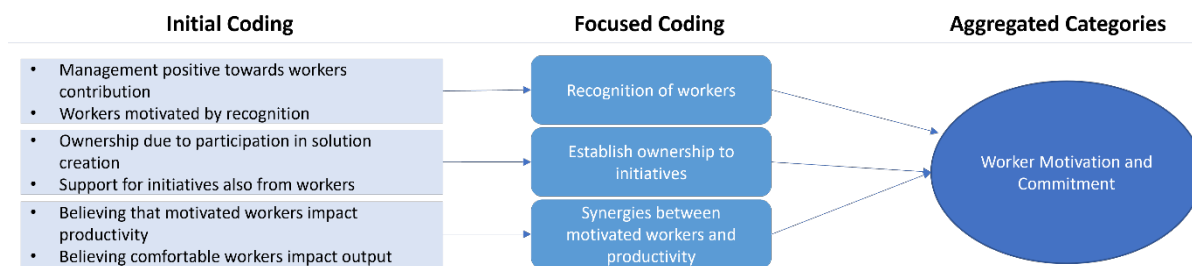 Initial Coding
Focused Coding
Aggregated Categories
• Management positive towards workers
contribution
• Workers motivated by recognition
Recognition of workers
• Ownership due to participation in solution
creation
• Support for initiatives also from workers
Establish ownership to
initiatives
Worker Motivation and
Commitment
• Believing that motivated workers impact
productivity
• Believing comfortable workers impact output
Synergies between
motivated workers and
productivity